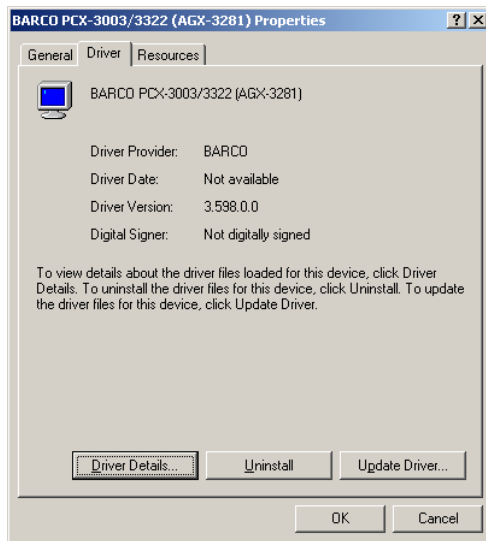 BARCO PCX-3003/3322 (AGX-3281) Properties
General Driver Resources
BARCO PCX-3003/3322 (AGX-3281)
Driver Provider: BARCO
Driver Date: Not available
Driver Version: 3.598.0.0
Digital Signer: Not digitally signed
To view details about the driver files loaded for this device, click Driver
Details. To uninstall the driver files for this device, click Uninstall. To update
the driver files for this device, click Update Driver.
Driver Details... Uninstall Update Driver...
OK Cancel